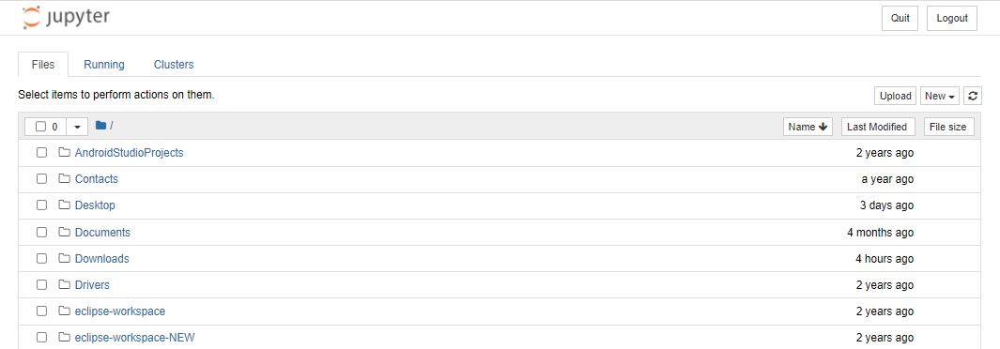 jupyter
Quit Logout
Files Running Clusters
Select items to perform actions on them.
Upload New
0 / Name Last Modified File size
AndroidStudioProjects 2 years ago
Contacts a year ago
Desktop 3 days ago
Documents 4 months ago
Downloads 4 hours ago
Drivers 2 years ago
eclipse-workspace 2 years ago
eclipse-workspace-NEW 2 years ago